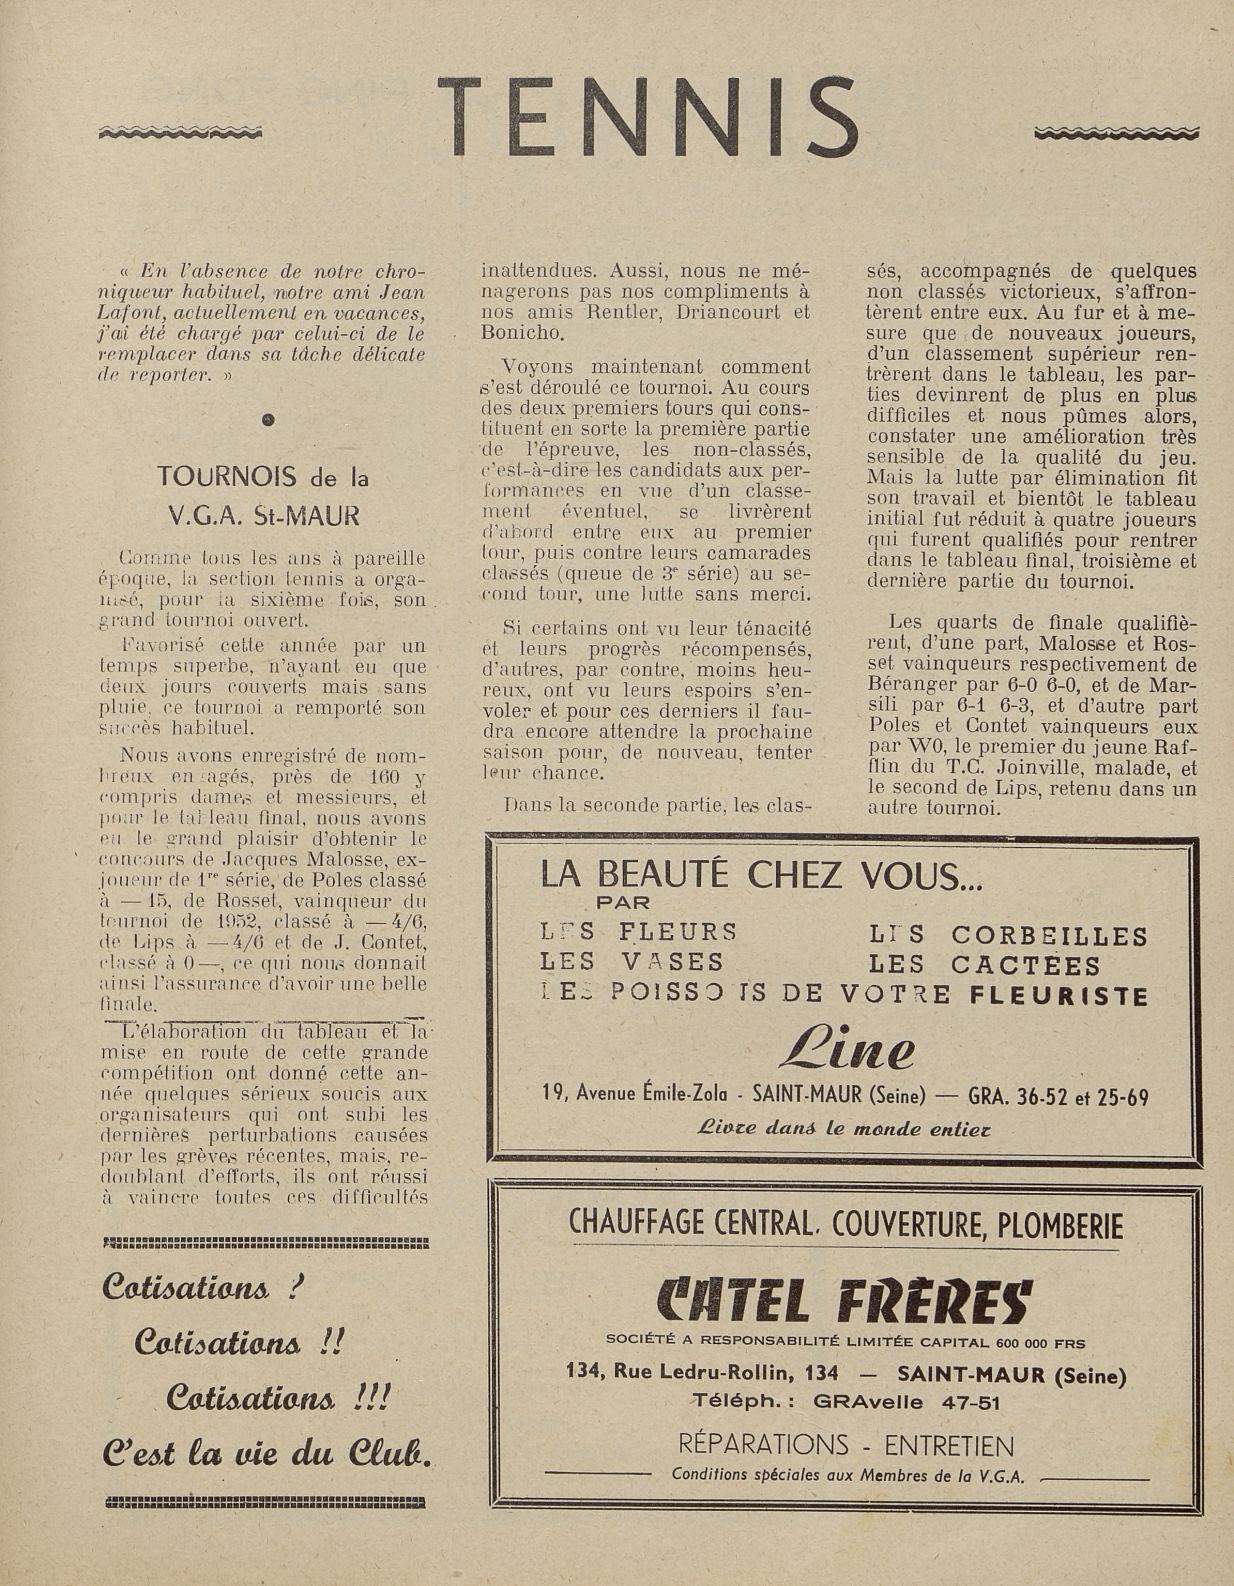 TENNIS
« En l'absence de notre chro-
niqueur habituel, notre ami Jean
Lafont, actuellement en vacances,
j'ai été chargé par celui-ci de le
remplacer dans sa tâche délicate
de reporter. »
TOURNOIS de la
V.G.A. St-MAUR
Comme tous les ans à pareille
époque, la section tennis a orga-
nisé, pour la sixième fois, son
grand tournoi ouvert.
Favorisé cette année par un
temps superbe, n'ayant eu que
deux jours couverts mais sans
pluie, ce tournoi a remporté son
succès habituel.
Nous avons enregistré de nom-
breux engagés, près de 160 y
compris dames et messieurs, et
pour le tableau final, nous avons
eu le grand plaisir d'obtenir le
concours de Jacques Malosse, ex-
joueur de 1re série, de Poles classé
à — 15, de Rosset, vainqueur du
tournoi de 1952, classé à — 4/6,
de Lips à — 4/6 et de J. Contet,
classé à 0 —, ce qui nous donnait
ainsi l'assurance d'avoir une belle
finale.
L'élaboration du tableau et la
mise en route de cette grande
compétition ont donné cette an-
née quelques sérieux soucis aux
organisateurs qui ont subi les
dernières perturbations causées
par les grèves récentes, mais, re-
doublant d'efforts, ils ont réussi
à vaincre toutes ces difficultés
Cotisations ?
Cotisations !!
Cotisations !!!
C'est la vie du Club.
inattendues. Aussi, nous ne mé-
nagerons pas nos compliments à
nos amis Rentler, Driancourt et
Bonicho.
Voyons maintenant comment
s'est déroulé ce tournoi. Au cours
des deux premiers tours qui cons-
tituent en sorte la première partie
de l'épreuve, les non-classés,
c'est-à-dire les candidats aux per-
formances en vue d'un classe-
ment éventuel, se livrèrent
d'abord entre eux au premier
tour, puis contre leurs camarades
classés (queue de 3e série) au se-
cond tour, une lutte sans merci.
Si certains ont vu leur ténacité
et leurs progrès récompensés,
d'autres, par contre, moins heu-
reux, ont vu leurs espoirs s'en-
voler et pour ces derniers il fau-
dra encore attendre la prochaine
saison pour, de nouveau, tenter
leur chance.
Dans la seconde partie, les clas-
sés, accompagnés de quelques
non classés victorieux, s'affron-
tèrent entre eux. Au fur et à me-
sure que de nouveaux joueurs,
d'un classement supérieur ren-
trèrent dans le tableau, les par-
ties devinrent de plus en plus
difficiles et nous pûmes alors,
constater une amélioration très
sensible de la qualité du jeu.
Mais la lutte par élimination fit
son travail et bientôt le tableau
initial fut réduit à quatre joueurs
qui furent qualifiés pour rentrer
dans le tableau final, troisième et
dernière partie du tournoi.
Les quarts de finale qualifiè-
rent, d'une part, Malosse et Ros-
set vainqueurs respectivement de
Béranger par 6-0 6-0, et de Mar-
sili par 6-1 6-3, et d'autre part
Poles et Contet vainqueurs eux
par WO, le premier du jeune Raf-
flin du T.C. Joinville, malade, et
le second de Lips, retenu dans un
autre tournoi.
LA BEAUTÉ CHEZ VOUS...
PAR
LES FLEURS LES CORBEILLES
LES VASES LES CACTÉES
LES POISSONS DE VOTRE FLEURISTE
Line
19, Avenue Émile-Zola - SAINT-MAUR (Seine) — GRA. 36-52 et 25-69
Livre dans le monde entier
CHAUFFAGE CENTRAL. COUVERTURE, PLOMBERIE
CATEL FRÈRES
SOCIÉTÉ A RESPONSABILITÉ LIMITÉE CAPITAL 600 000 FRS
134, Rue Ledru-Rollin, 134 — SAINT-MAUR (Seine)
Téléph. : GRAvelle 47-51
RÉPARATIONS - ENTRETIEN
Conditions spéciales aux Membres de la V.G.A.